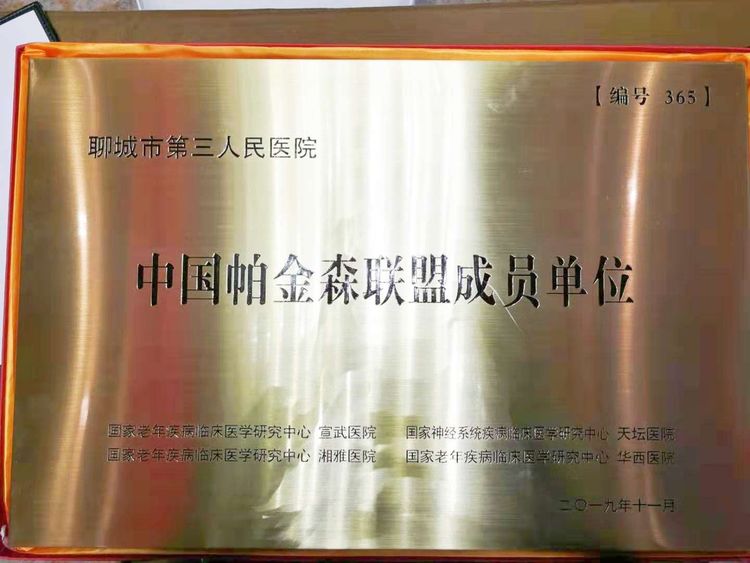 【编号 365】
聊城市第三人民医院
中国帕金森联盟成员单位
国家老年疾病临床医学研究中心 宣武医院 国家神经系统疾病临床医学研究中心 天坛医院
国家老年疾病临床医学研究中心 湘雅医院 国家老年疾病临床医学研究中心 华西医院
二〇一九年十一月